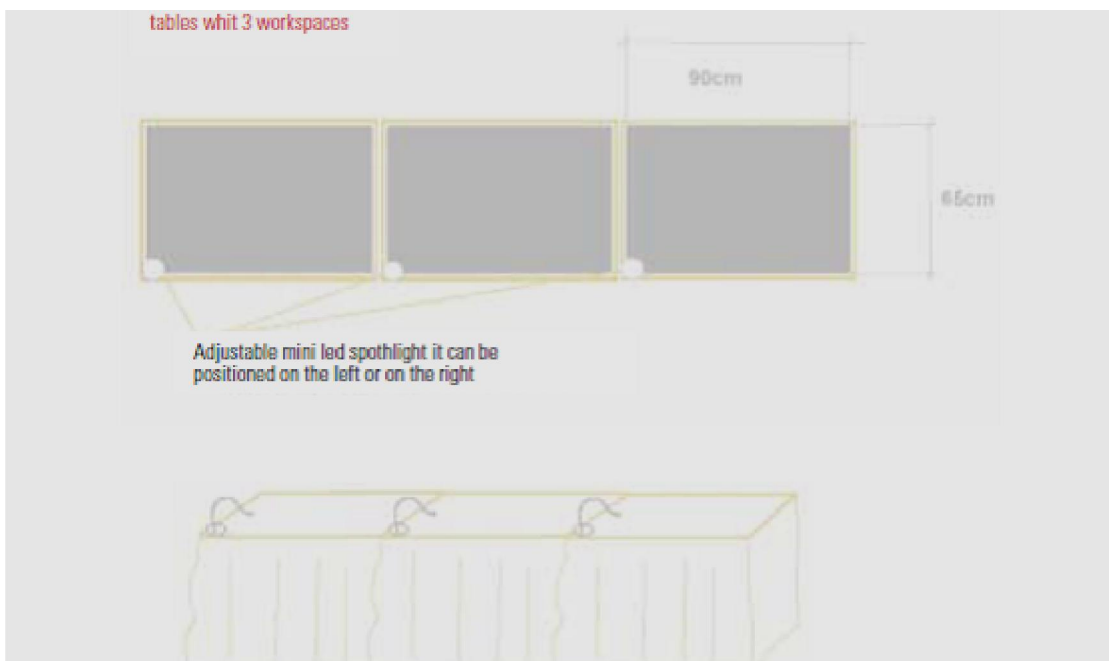 tables whit 3 workspaces
90cm
65cm
Adjustable mini led spothlight it can be
positioned on the left or on the right